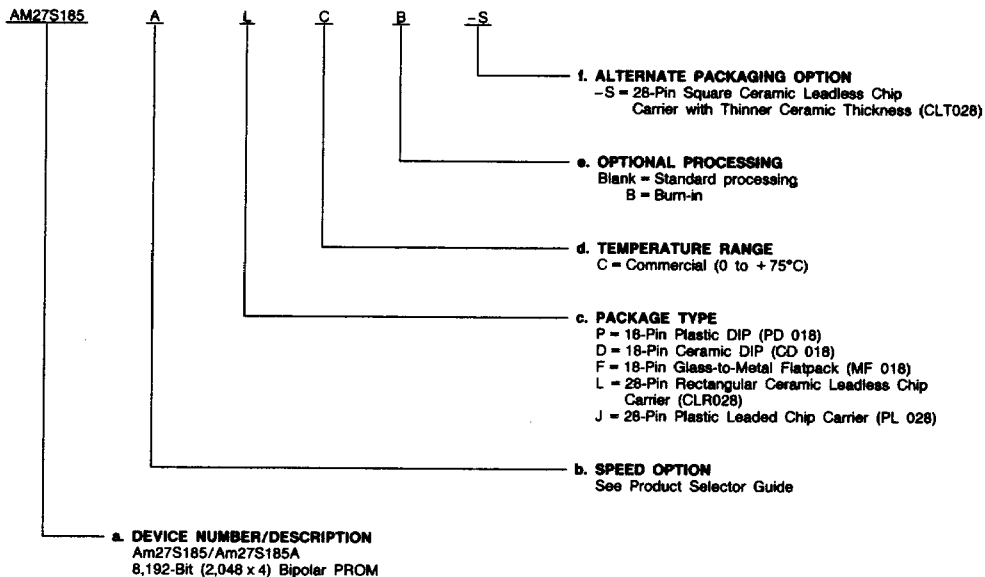 AM27S185 A L C B -S
f. ALTERNATE PACKAGING OPTION
-S = 28-Pin Square Ceramic Leadless Chip
Carrier with Thinner Ceramic Thickness (CLT028)
e. OPTIONAL PROCESSING
Blank = Standard processing
B = Burn-in
d. TEMPERATURE RANGE
C = Commercial (0 to +75°C)
c. PACKAGE TYPE
P = 18-Pin Plastic DIP (PD 018)
D = 18-Pin Ceramic DIP (CD 018)
F = 18-Pin Glass-to-Metal Flatpack (MF 018)
L = 28-Pin Rectangular Ceramic Leadless Chip
Carrier (CLR028)
J = 28-Pin Plastic Leaded Chip Carrier (PL 028)
b. SPEED OPTION
See Product Selector Guide
a. DEVICE NUMBER/DESCRIPTION
Am27S185/Am27S185A
8,192-Bit (2,048 x 4) Bipolar PROM